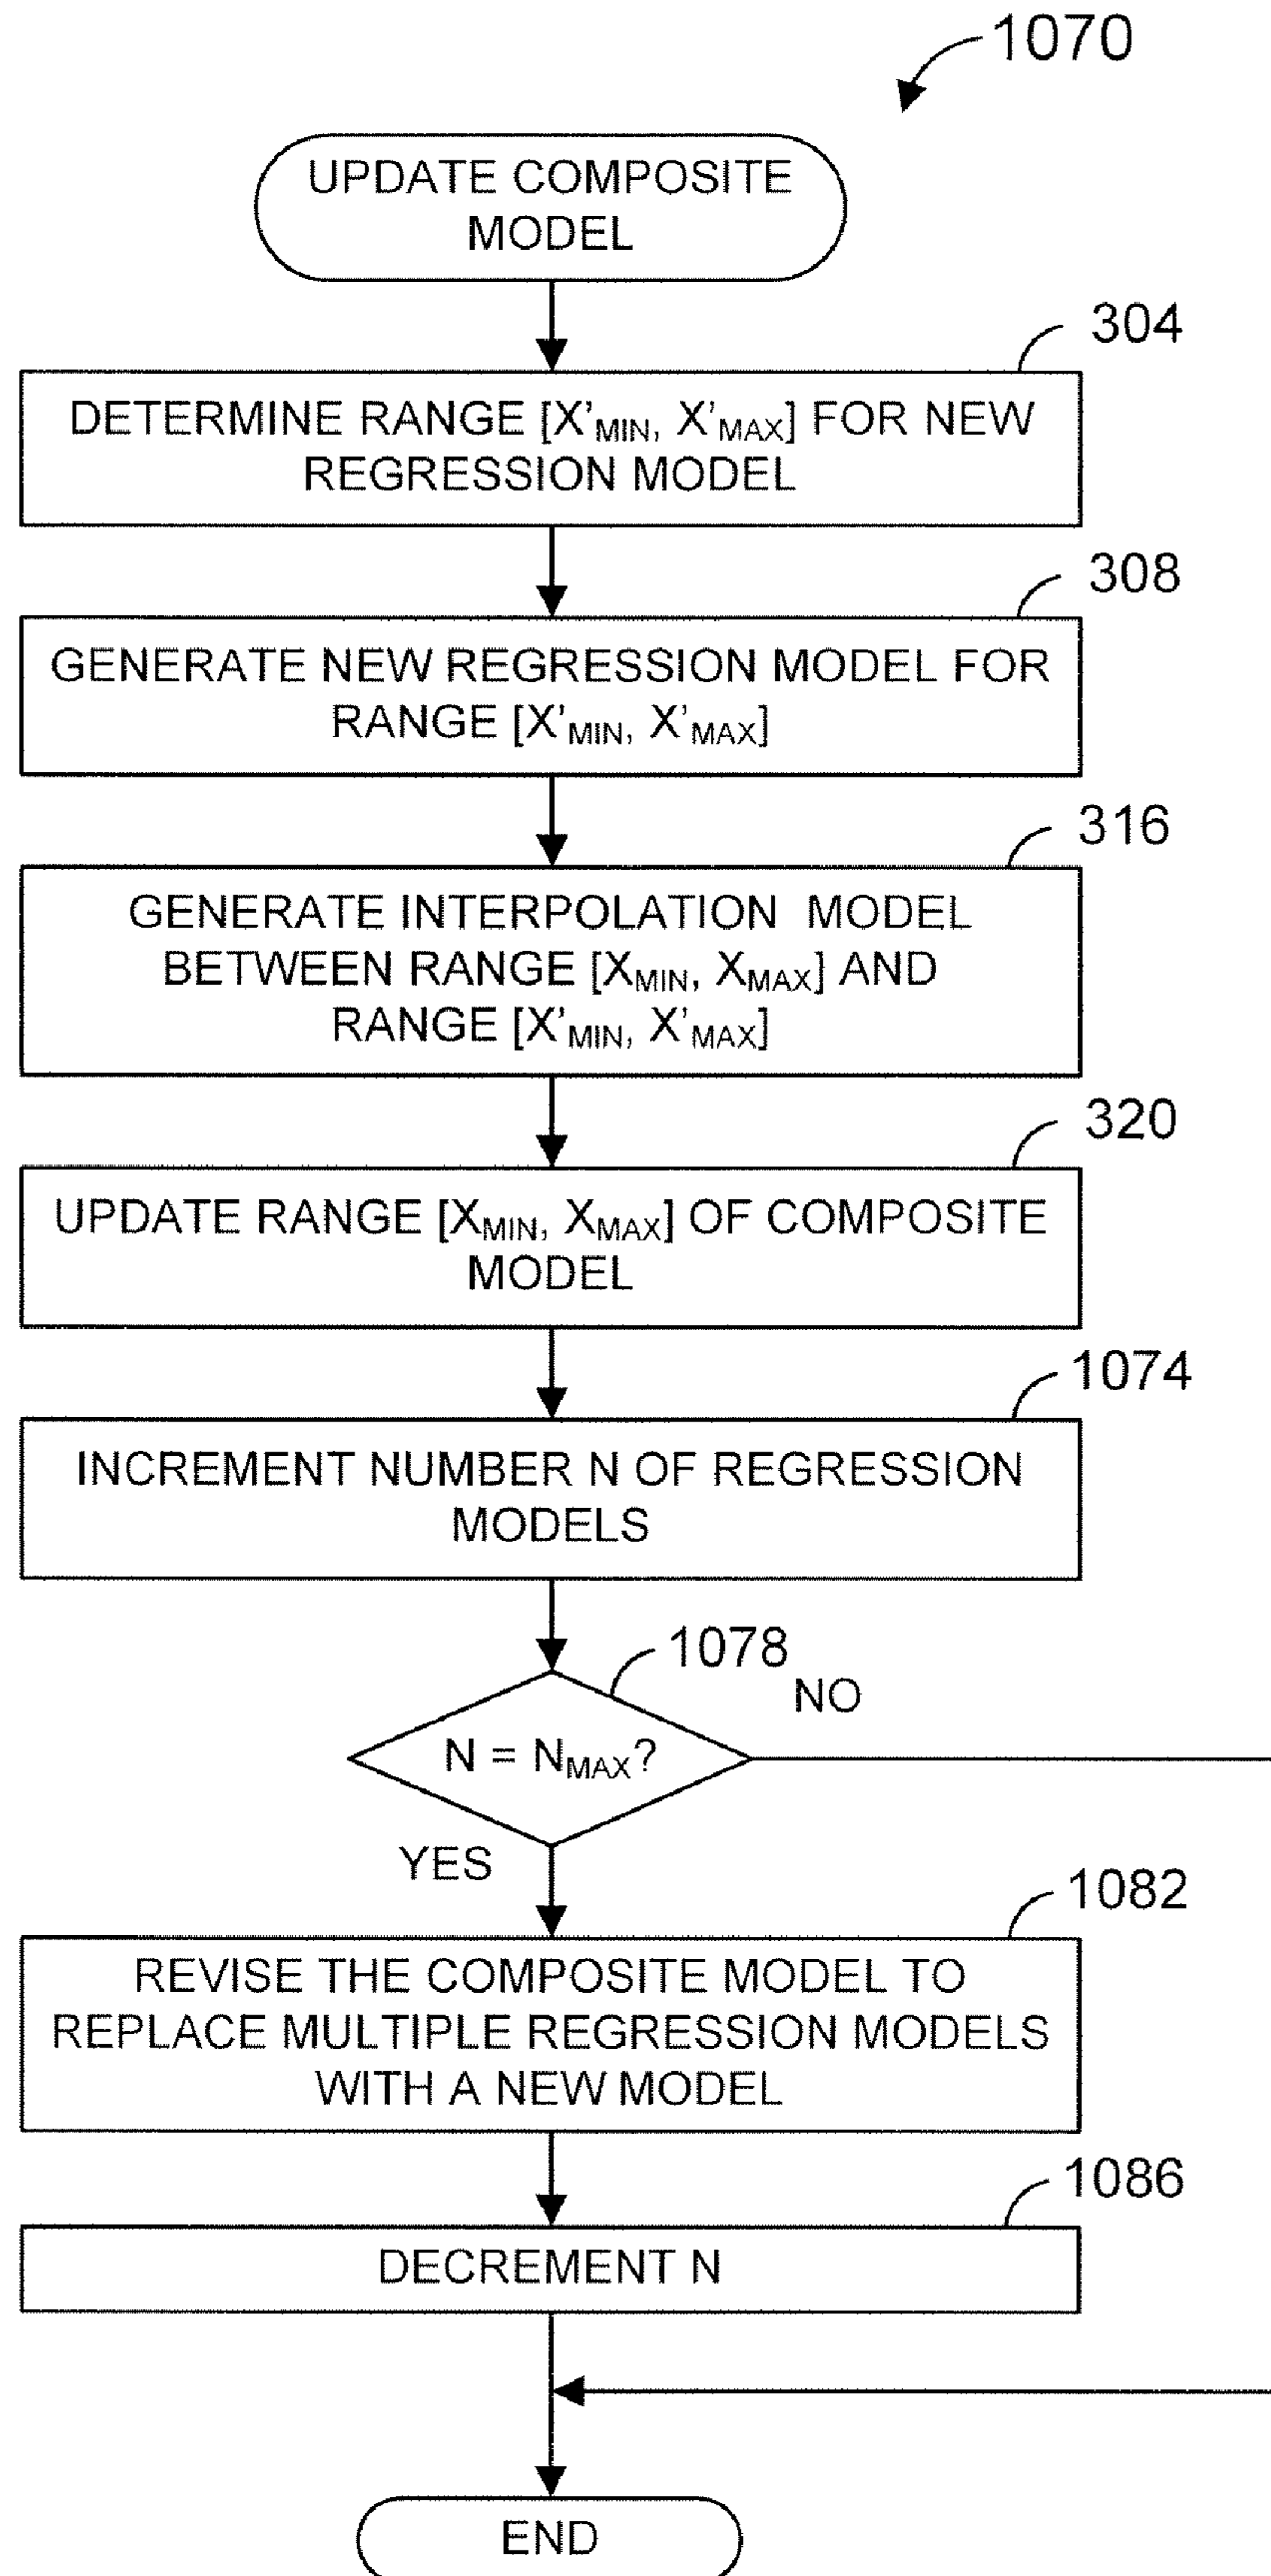 1070
UPDATE COMPOSITE
MODEL
304
DETERMINE RANGE [X'MIN, X'MAX] FOR NEW
REGRESSION MODEL
308
GENERATE NEW REGRESSION MODEL FOR
RANGE [X'MIN, X'MAX]
316
GENERATE INTERPOLATION MODEL
BETWEEN RANGE [XMIN, XMAX] AND
RANGE [X'MIN, X'MAX]
320
UPDATE RANGE [XMIN, XMAX] OF COMPOSITE
MODEL
1074
INCREMENT NUMBER N OF REGRESSION
MODELS
1078
NO
N = NMAX?
YES
1082
REVISE THE COMPOSITE MODEL TO
REPLACE MULTIPLE REGRESSION MODELS
WITH A NEW MODEL
1086
DECREMENT N
END